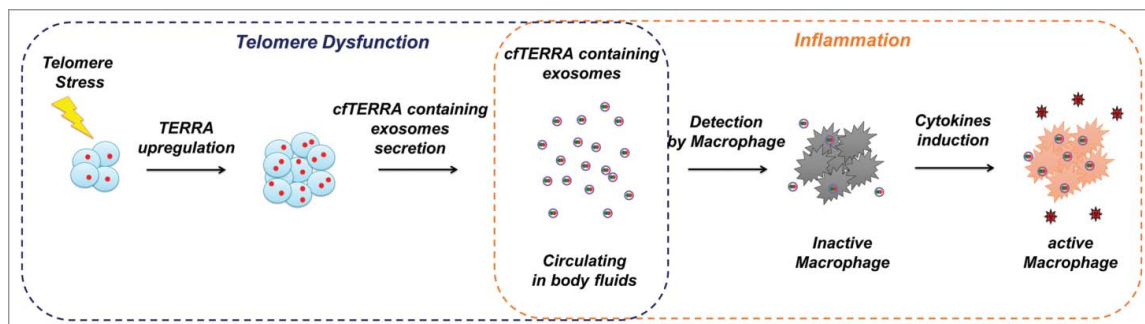 Telomere Dysfunction
Inflammation
Telomere
Stress
TERRA
upregulation
cfTERRA containing
exosomes
secretion
cfTERRA containing
exosomes
Circulating
in body fluids
Detection
by Macrophage
Inactive
Macrophage
Cytokines
induction
active
Macrophage